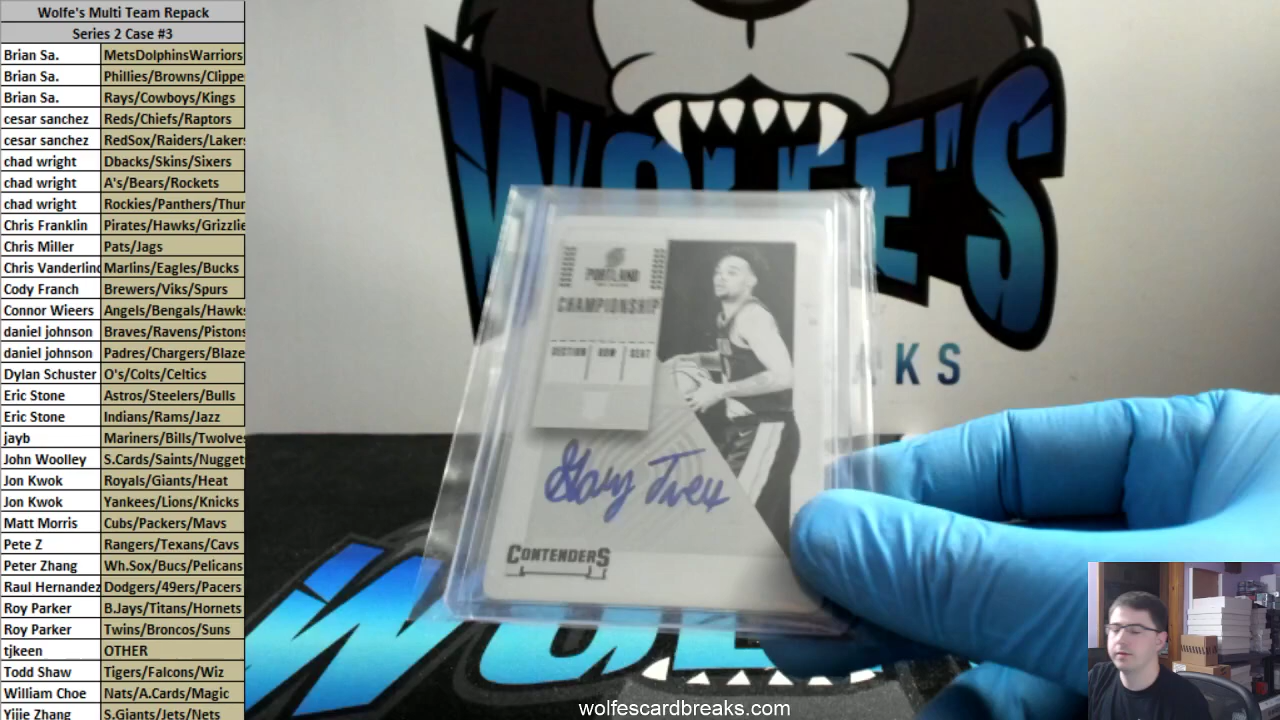 Wolfe's Multi Team Repack
Series 2 Case #3
Brian Sa. MetsDolphinsWarriors
Brian Sa. Phillies/Browns/Clippe
Brian Sa. Rays/Cowboys/Kings
cesar sanchez Reds/Chiefs/Raptors
cesar sanchez RedSox/Raiders/Lakers
chad wright Dbacks/Skins/Sixers
chad wright A's/Bears/Rockets
chad wright Rockies/Panthers/Thun
Chris Franklin Pirates/Hawks/Grizzlie
Chris Miller Pats/Jags
Chris Vanderlind Marlins/Eagles/Bucks
Cody Franch Brewers/Viks/Spurs
Connor Wieers Angels/Bengals/Hawks
daniel johnson Braves/Ravens/Pistons
daniel johnson Padres/Chargers/Blaze
Dylan Schuster O's/Colts/Celtics
Eric Stone Astros/Steelers/Bulls
Eric Stone Indians/Rams/Jazz
jayb Mariners/Bills/Twolves
John Woolley S.Cards/Saints/Nugget
Jon Kwok Royals/Giants/Heat
Jon Kwok Yankees/Lions/Knicks
Matt Morris Cubs/Packers/Mavs
Pete Z Rangers/Texans/Cavs
Peter Zhang Wh.Sox/Bucs/Pelicans
Raul Hernandez Dodgers/49ers/Pacers
Roy Parker B.Jays/Titans/Hornets
Roy Parker Twins/Broncos/Suns
tjkeen OTHER
Todd Shaw Tigers/Falcons/Wiz
William Choe Nats/A.Cards/Magic
Yijie Zhang S.Giants/Jets/Nets
WOLFE'S
AKS
PORTLAND
CHAMPIONSHIP
SECTION ROW SEAT
Gary Trent
CONTENDERS
wolfescardbreaks.com